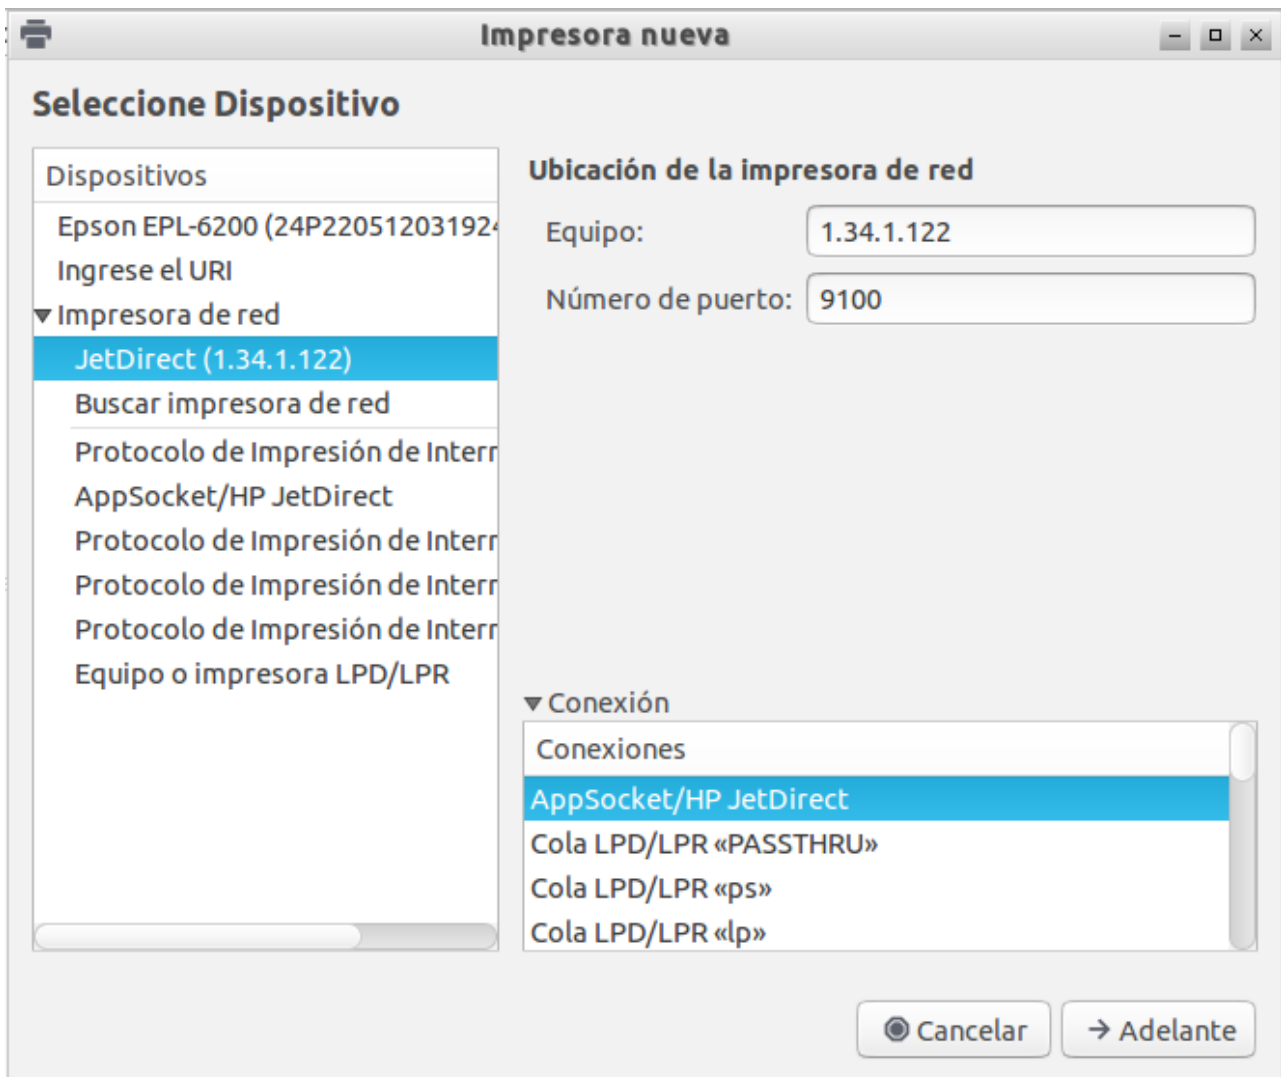 Impresora nueva
Seleccione Dispositivo
Dispositivos
Epson EPL-6200 (24P22051203192
Ingrese el URI
Impresora de red
JetDirect (1.34.1.122)
Buscar impresora de red
Protocolo de Impresión de Inter
AppSocket/HP JetDirect
Protocolo de Impresión de Inter
Protocolo de Impresión de Inter
Protocolo de Impresión de Inter
Equipo o impresora LPD/LPR
Ubicación de la impresora de red
Equipo: 1.34.1.122
Número de puerto: 9100
Conexión
Conexiones
AppSocket/HP JetDirect
Cola LPD/LPR «PASSTHRU»
Cola LPD/LPR «ps»
Cola LPD/LPR «lp»
Cancelar
Adelante